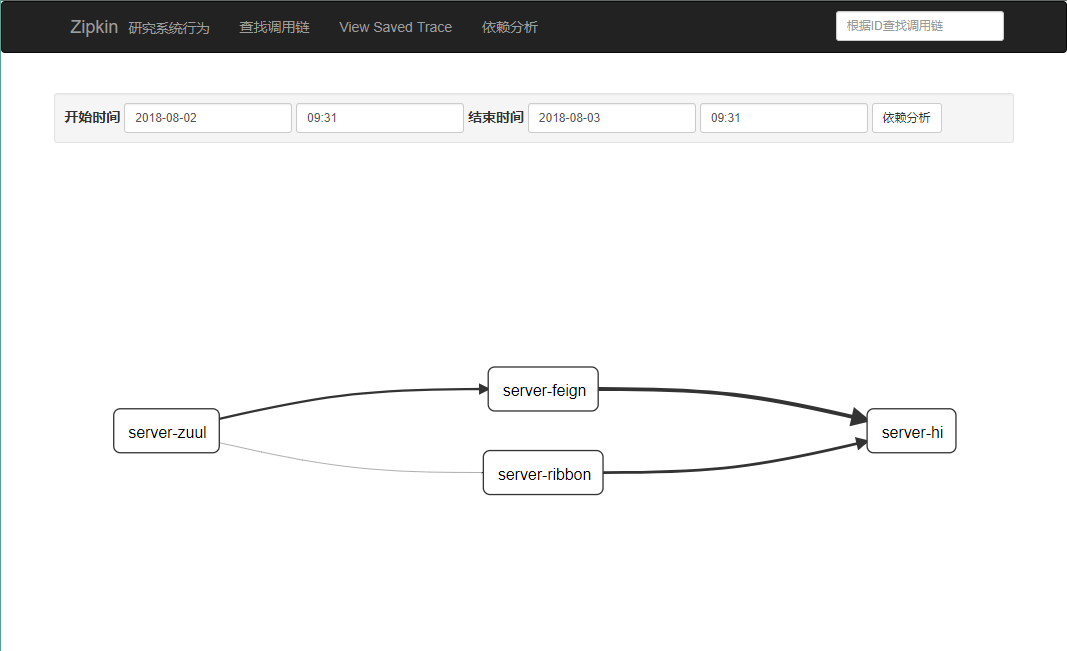 Zipkin 研究系统行为 查找调用链 View Saved Trace 依赖分析 根据ID查找调用链
开始时间 2018-08-02 09:31 结束时间 2018-08-03 09:31 依赖分析
server-feign
server-zuul
server-hi
server-ribbon